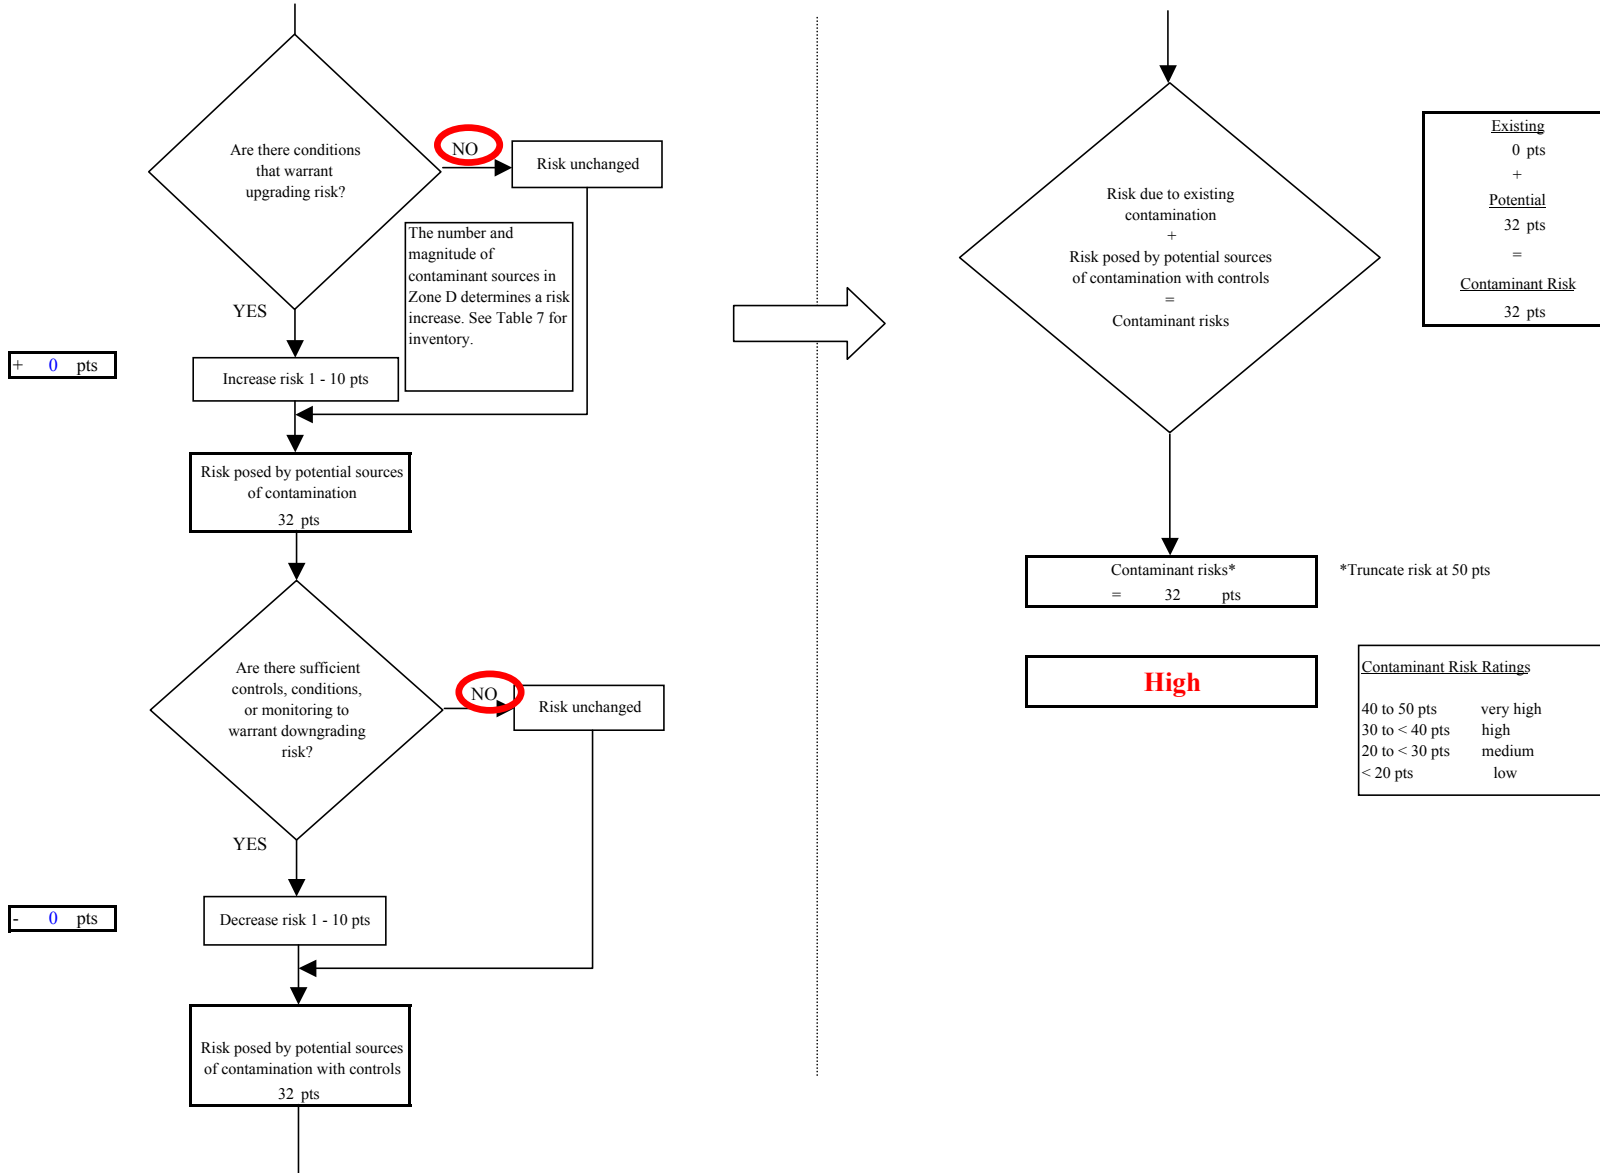 Are there conditions
that warrant
upgrading risk?
NO
Risk unchanged
The number and
magnitude of
contaminant sources in
Zone D determines a risk
increase. See Table 7 for
inventory.
YES
+ 0 pts
Increase risk 1 - 10 pts
Risk posed by potential sources
of contamination
32 pts
Are there sufficient
controls, conditions,
or monitoring to
warrant downgrading
risk?
NO
Risk unchanged
YES
- 0 pts
Decrease risk 1 - 10 pts
Risk posed by potential sources
of contamination with controls
32 pts
Risk due to existing
contamination
+
Risk posed by potential sources
of contamination with controls
=
Contaminant risks
Existing
0 pts
+
Potential
32 pts
=
Contaminant Risk
32 pts
Contaminant risks*
= 32 pts
*Truncate risk at 50 pts
High
Contaminant Risk Ratings
40 to 50 pts very high
30 to < 40 pts high
20 to < 30 pts medium
< 20 pts low